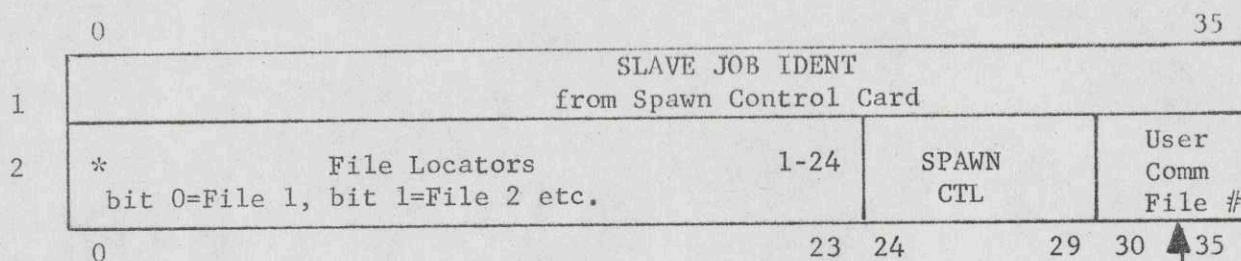 0 35
SLAVE JOB IDENT
1 from Spawn Control Card
2 * File Locators 1-24 SPAWN CTL User Comm File #
bit 0=File 1, bit 1=File 2 etc.
0 23 24 29 30 35